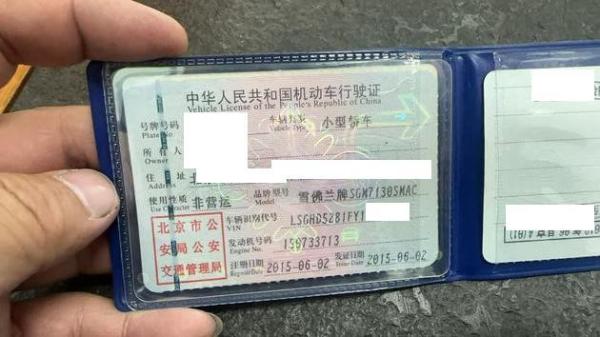 中华人民共和国机动车行驶证
Vehicle License of the People's Republic of China
号牌号码 车辆类型 小型轿车
Plate No. Vehicle Type
所有人
Owner
住址 北
Address
使用性质 非营运 品牌型号 雪佛兰牌SGM7130SMAC
Use Character Model
北京市公安局公安交通管理局
车辆识别代号 LSGHD5281FY1
VIN
发动机号码 150733713
Engine No.
注册日期 2015-06-02 发证日期 2015-06-02
Register Date Issue Date